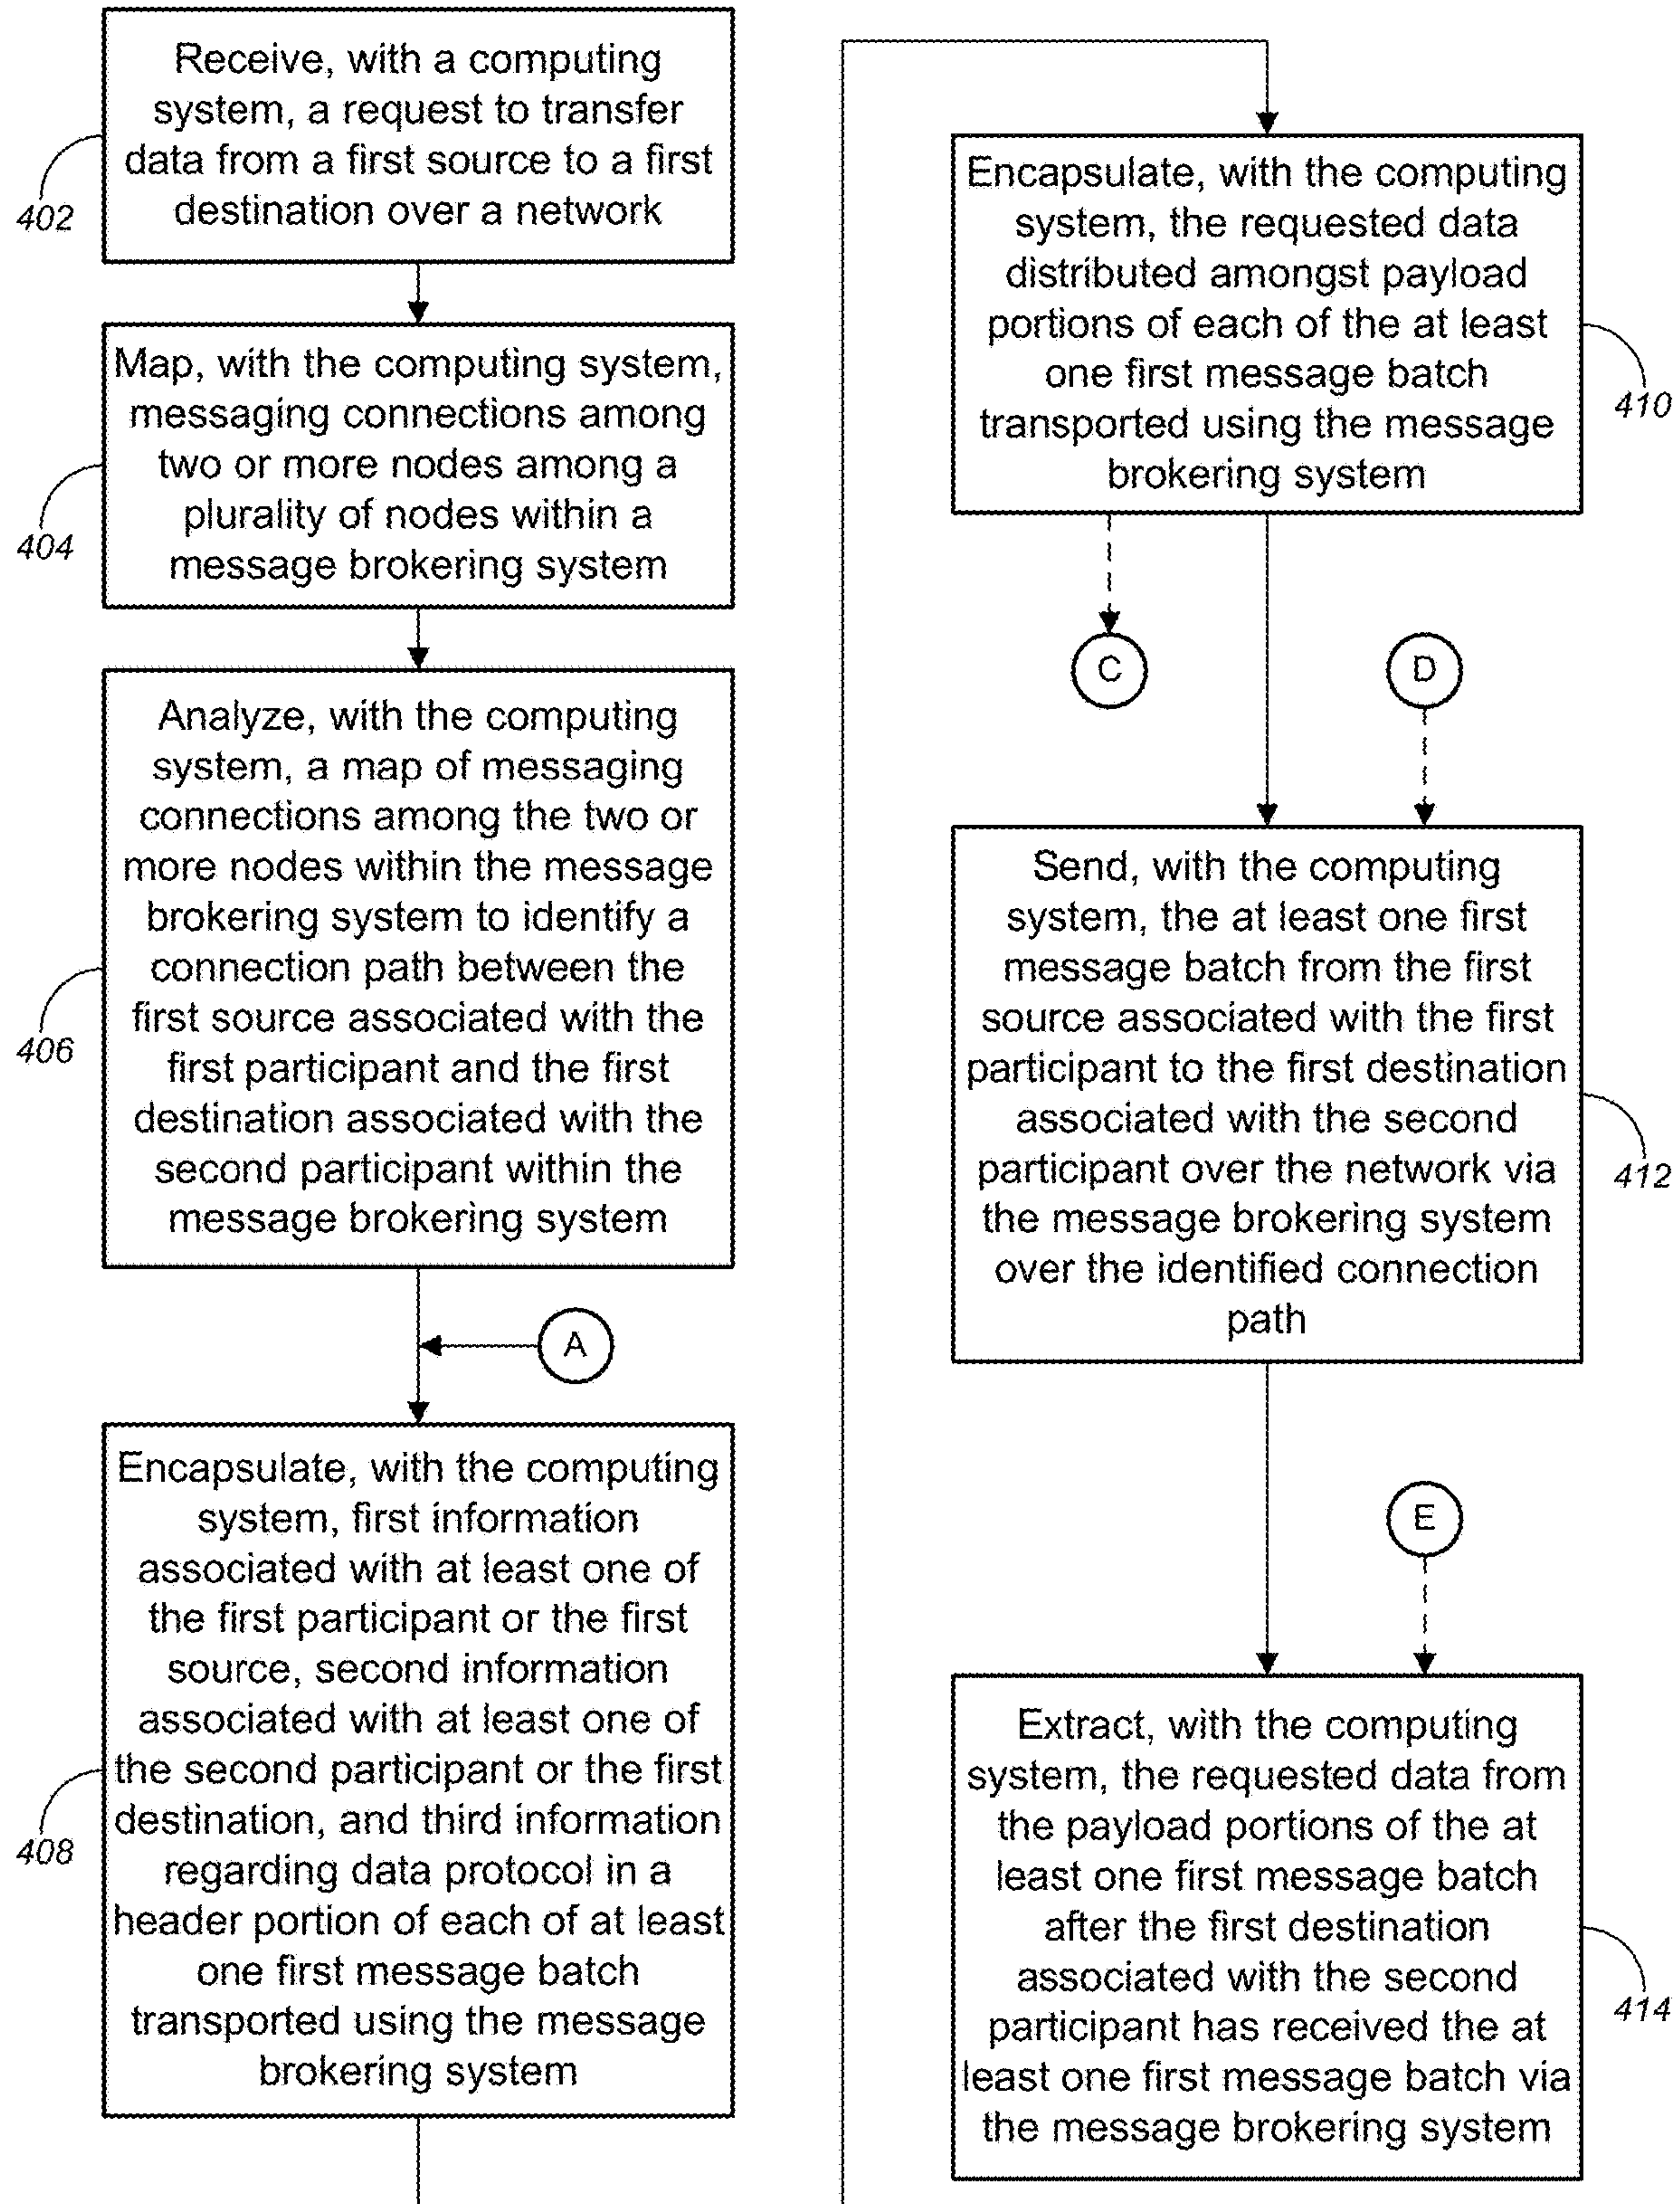 Receive, with a computing
system, a request to transfer
data from a first source to a first
destination over a network
402
Map, with the computing system,
messaging connections among
two or more nodes among a
plurality of nodes within a
message brokering system
404
Analyze, with the computing
system, a map of messaging
connections among the two or
more nodes within the message
brokering system to identify a
connection path between the
first source associated with the
first participant and the first
destination associated with the
second participant within the
message brokering system
406
A
Encapsulate, with the computing
system, first information
associated with at least one of
the first participant or the first
source, second information
associated with at least one of
the second participant or the first
destination, and third information
regarding data protocol in a
header portion of each of at least
one first message batch
transported using the message
brokering system
408
Encapsulate, with the computing
system, the requested data
distributed amongst payload
portions of each of the at least
one first message batch
transported using the message
brokering system
410
C
D
Send, with the computing
system, the at least one first
message batch from the first
source associated with the first
participant to the first destination
associated with the second
participant over the network via
the message brokering system
over the identified connection
path
412
E
Extract, with the computing
system, the requested data from
the payload portions of the at
least one first message batch
after the first destination
associated with the second
participant has received the at
least one first message batch via
the message brokering system
414